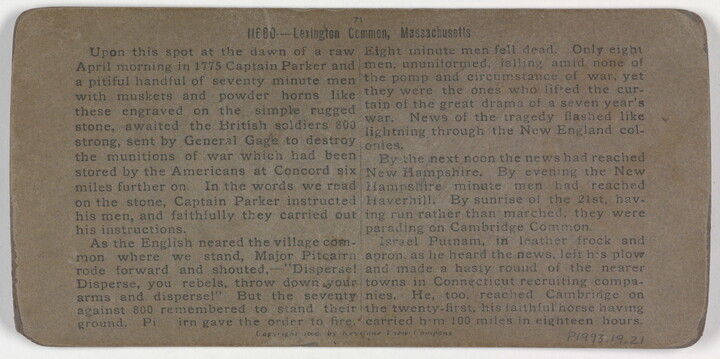 71
11F80—Lexington Common, Massachusetts
Upon this spot at the dawn of a raw
April morning in 1775 Captain Parker and
a pitiful handful of seventy minute men
with muskets and powder horns like
these engraved on the simple rugged
stone, awaited the British soldiers 800
strong, sent by General Gage to destroy
the munitions of war which had been
stored by the Americans at Concord six
miles further on. In the words we read
on the stone, Captain Parker instructed
his men, and faithfully they carried out
his instructions.
As the English neared the village com-
mon where we stand, Major Pitcairn
rode forward and shouted,—"Disperse!
Disperse, you rebels, throw down your
arms and disperse!" But the seventy
against 800 remembered to stand their
ground. Pi irn gave the order to fire.
Eight minute men fell dead. Only eight
men, ununiformed, falling amid none of
the pomp and circumstance of war, yet
they were the ones who lifted the cur-
tain of the great drama of a seven year's
war. News of the tragedy flashed like
lightning through the New England col-
onies.
By the next noon the news had reached
New Hampshire. By evening the New
Hampshire minute men had reached
Haverhill. By sunrise of the 21st, hav-
ing run rather than marched, they were
parading on Cambridge Common.
Israel Putnam, in leather frock and
apron, as he heard the news, left his plow
and made a hasty round of the nearer
towns in Connecticut recruiting compa-
nies. He, too, reached Cambridge on
the twenty-first, his faithful horse having
carried him 100 miles in eighteen hours.
Copyright by Keystone View Company
P1993.19.21